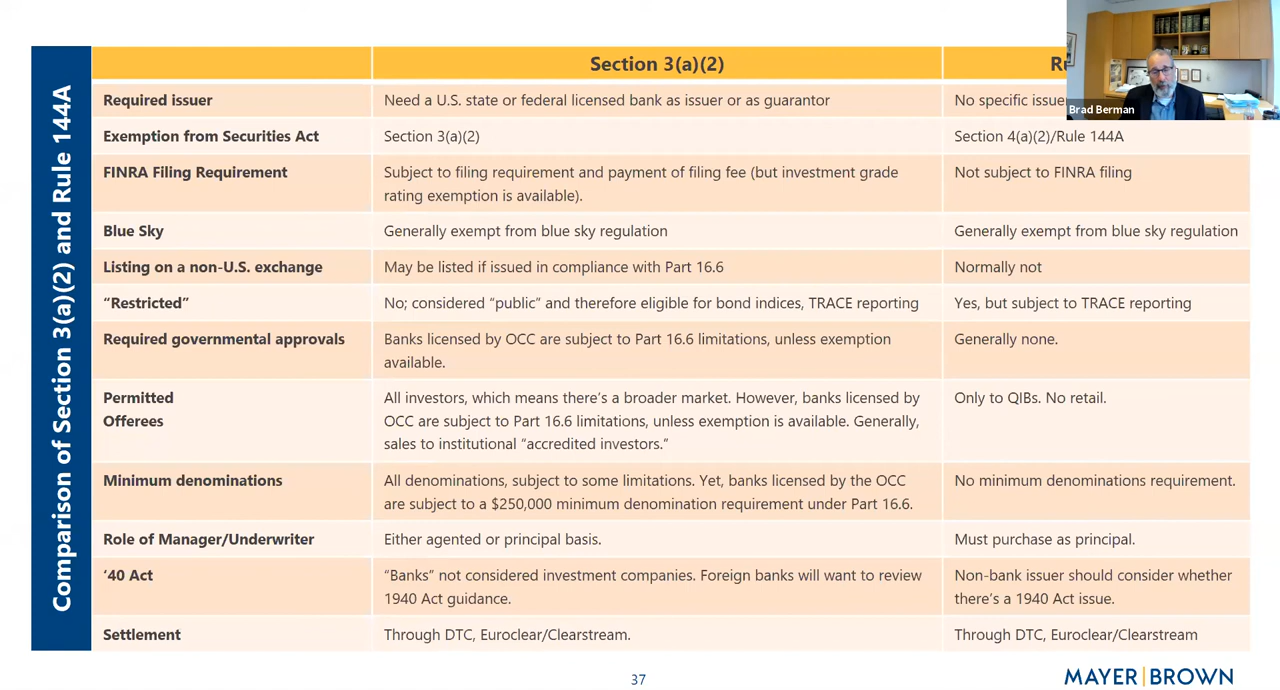 Comparison of Section 3(a)(2) and Rule 144A
Section 3(a)(2)
Brad Berman
Required issuer
Need a U.S. state or federal licensed bank as issuer or as guarantor
No specific
Exemption from Securities Act
Section 3(a)(2)
Section 4(a)(2)/Rule 144A
FINRA Filing Requirement
Subject to filing requirement and payment of filing fee (but investment grade
rating exemption is available).
Not subject to FINRA filing
Blue Sky
Generally exempt from blue sky regulation
Generally exempt from blue sky regulation
Listing on a non-U.S. exchange
May be listed if issued in compliance with Part 16.6
Normally not
“Restricted”
No; considered “public” and therefore eligible for bond indices, TRACE reporting
Yes, but subject to TRACE reporting
Required governmental approvals
Banks licensed by OCC are subject to Part 16.6 limitations, unless exemption
available.
Generally none.
Permitted
Offerees
All investors, which means there’s a broader market. However, banks licensed by
OCC are subject to Part 16.6 limitations, unless exemption is available. Generally,
sales to institutional “accredited investors.”
Only to QIBs. No retail.
Minimum denominations
All denominations, subject to some limitations. Yet, banks licensed by the OCC
are subject to a $250,000 minimum denomination requirement under Part 16.6.
No minimum denominations requirement.
Role of Manager/Underwriter
Either agented or principal basis.
Must purchase as principal.
‘40 Act
“Banks” not considered investment companies. Foreign banks will want to review
1940 Act guidance.
Non-bank issuer should consider whether
there’s a 1940 Act issue.
Settlement
Through DTC, Euroclear/Clearstream.
Through DTC, Euroclear/Clearstream
37
MAYER|BROWN